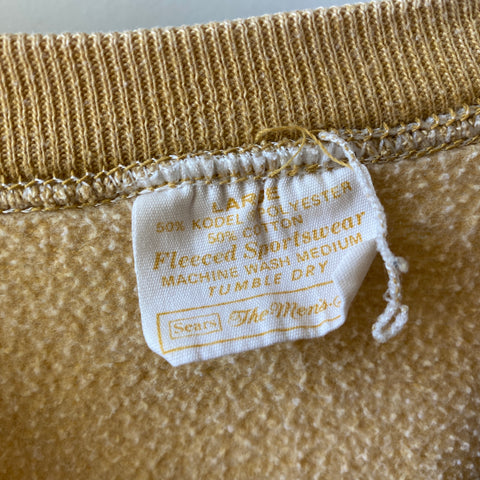 LARGE
50% KODEL POLYESTER
50% COTTON
Fleeced Sportswear
MACHINE WASH MEDIUM
TUMBLE DRY
Sears The Men's